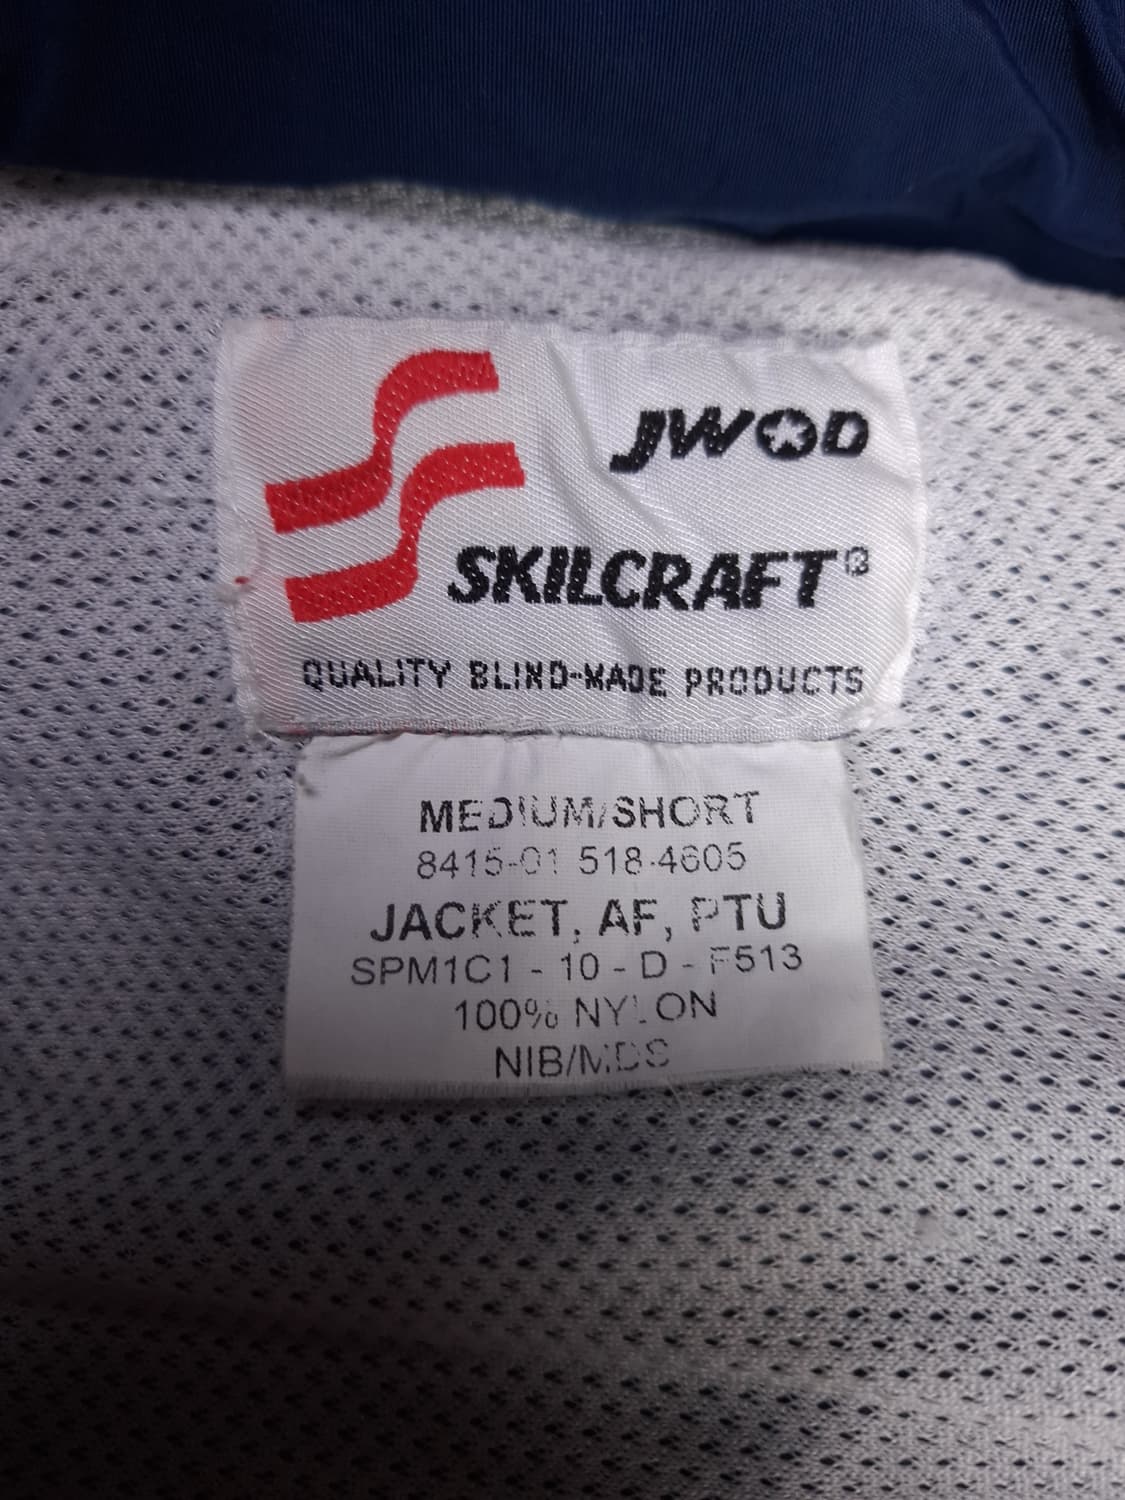 JWOD
SKILCRAFT®
QUALITY BLIND-MADE PRODUCTS
MEDIUM/SHORT
8415-01 518-4605
JACKET, AF, PTU
SPM1C1 - 10 - D - F513
100% NYLON
NIB/MDS